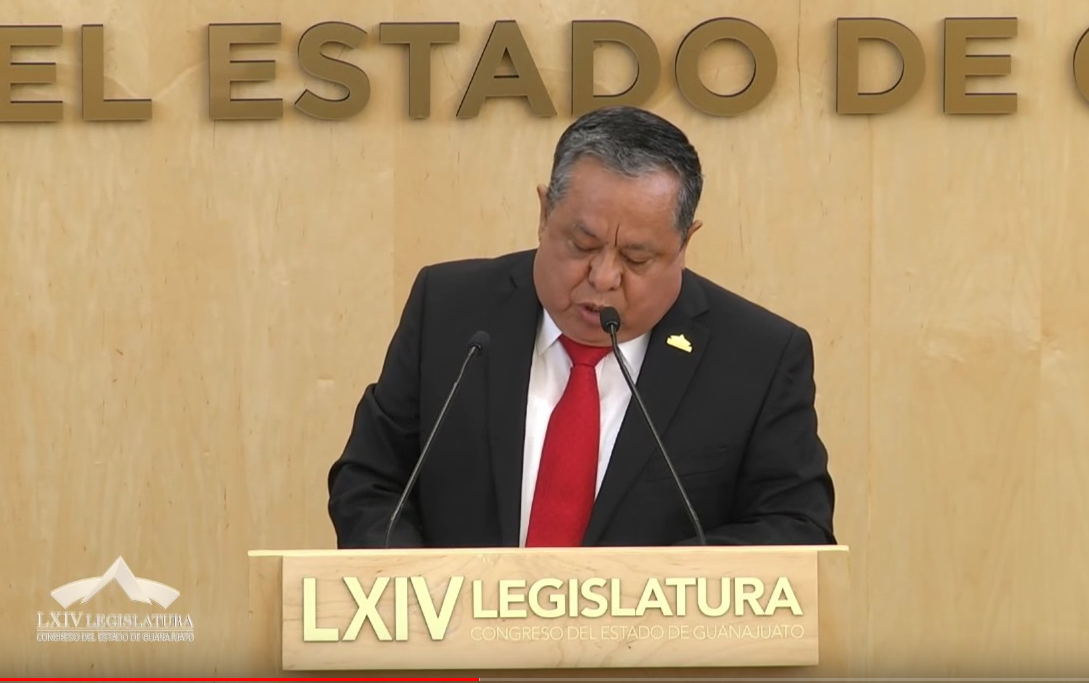 EL ESTADO DE
LXIV LEGISLATURA
CONGRESO DEL ESTADO DE GUANAJUATO
LXIV LEGISLATURA
CONGRESO DEL ESTADO DE GUANAJUATO